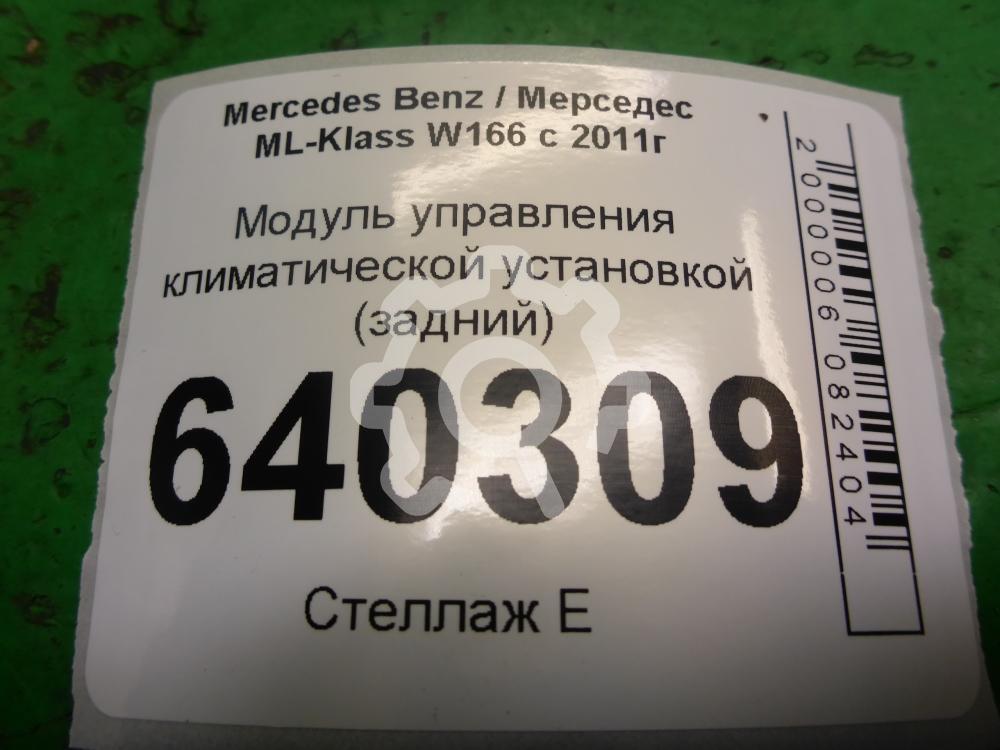 Mercedes Benz / Мерседес
ML-Klass W166 с 2011г
Модуль управления
климатической установкой
(задний)
640309
Стеллаж Е
2000006082404